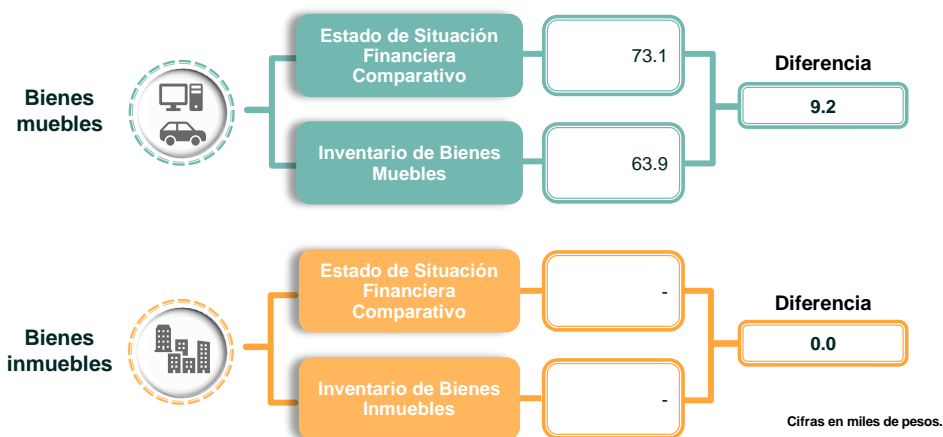 Bienes
muebles
Estado de Situación
Financiera
Comparativo
73.1
Inventario de Bienes
Muebles
63.9
Diferencia
9.2
Bienes
inmuebles
Estado de Situación
Financiera
Comparativo
-
Inventario de Bienes
Inmuebles
-
Diferencia
0.0
Cifras en miles de pesos.